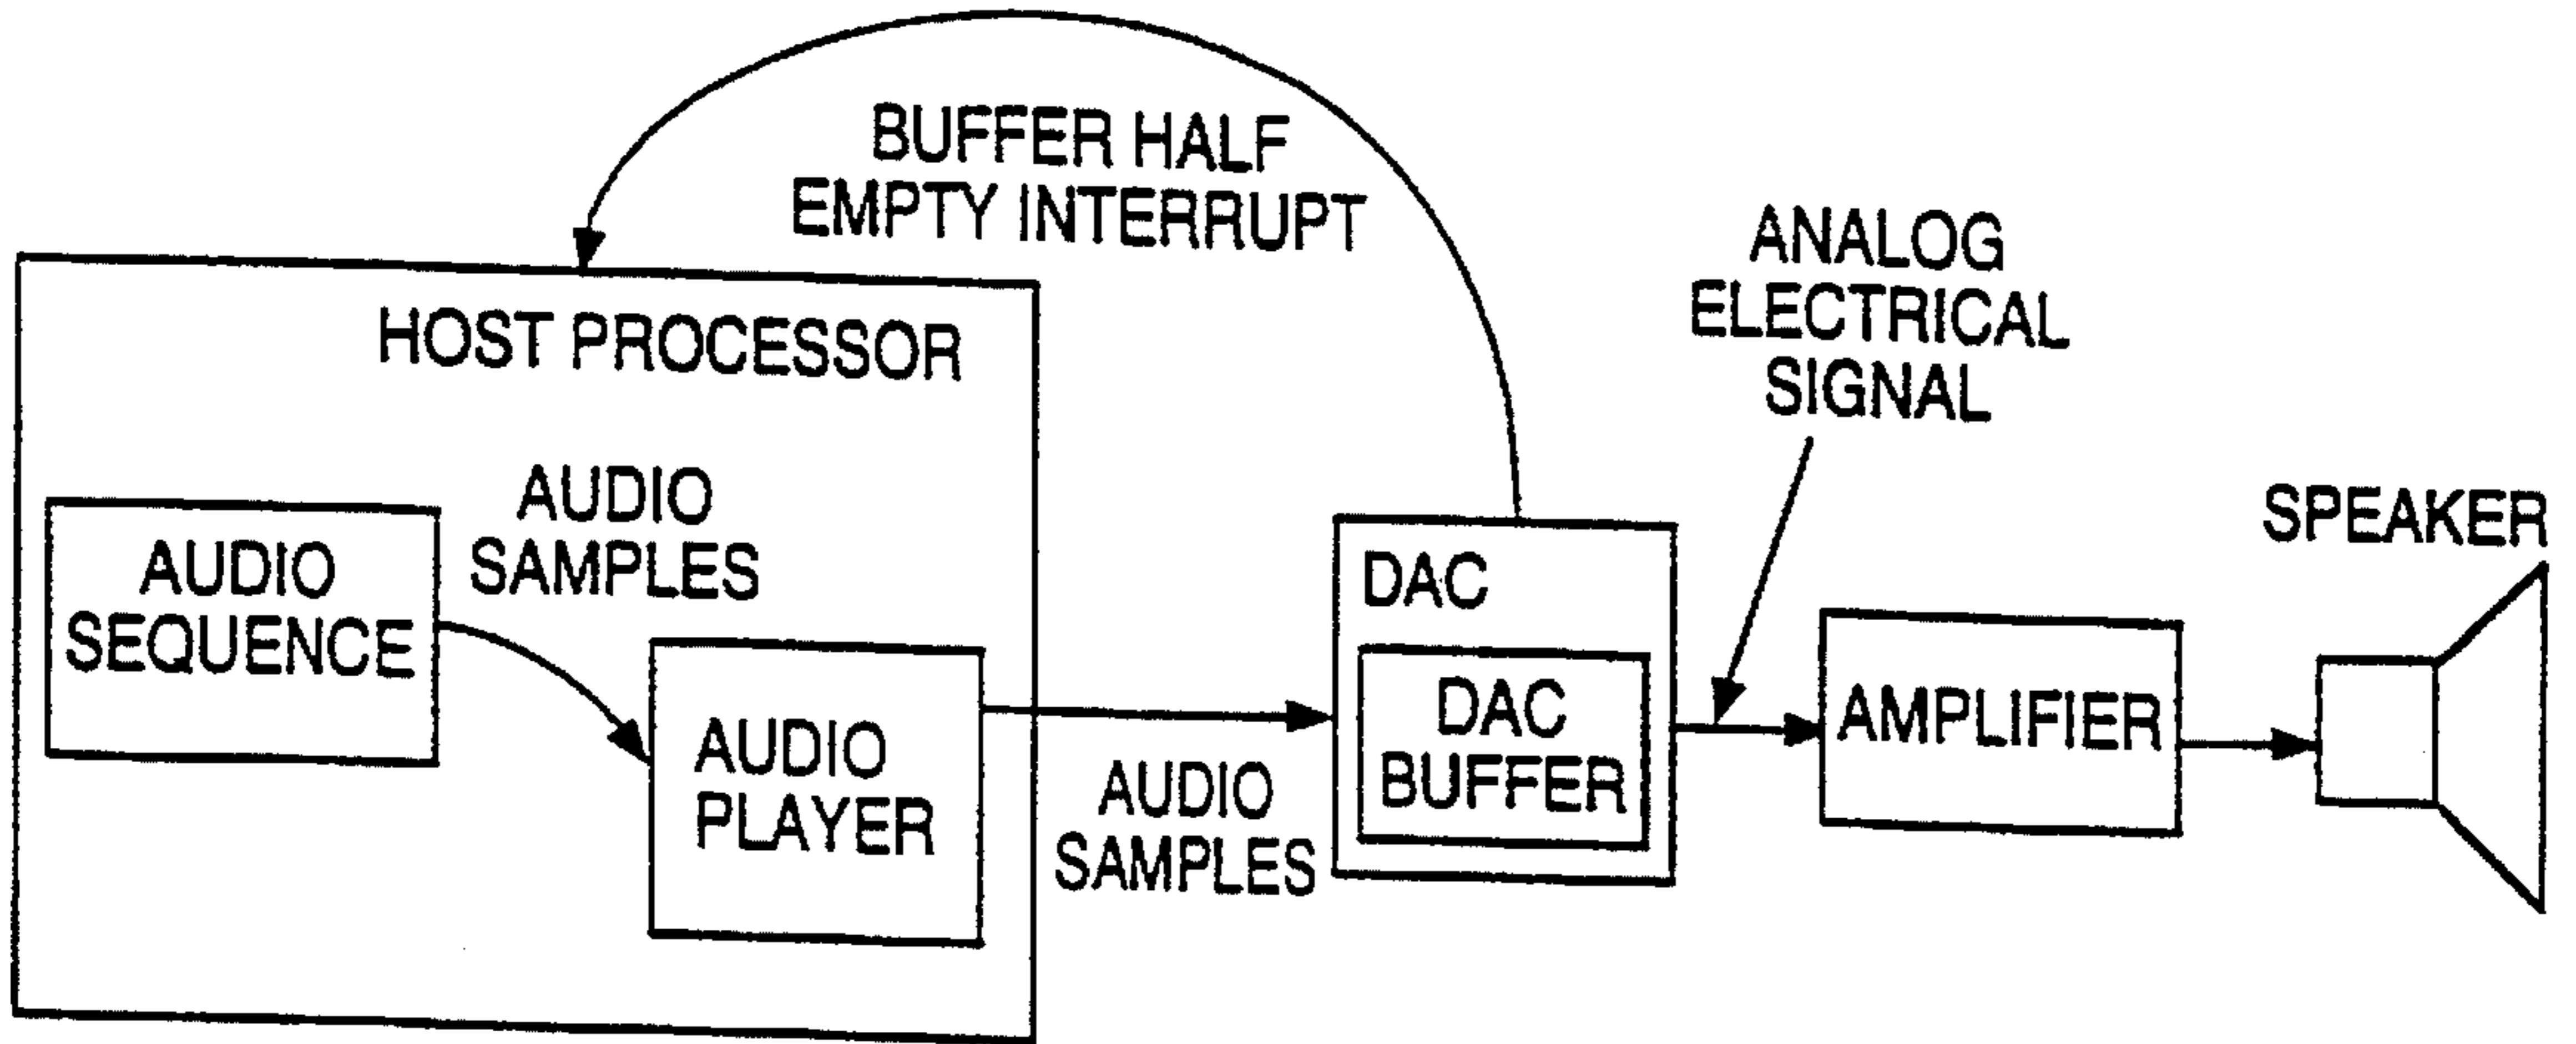 BUFFER HALF
EMPTY INTERRUPT
ANALOG
ELECTRICAL
SIGNAL
HOST PROCESSOR
AUDIO
SAMPLES
SPEAKER
AUDIO
SEQUENCE
DAC
AUDIO
PLAYER
DAC
BUFFER
AMPLIFIER
AUDIO
SAMPLES